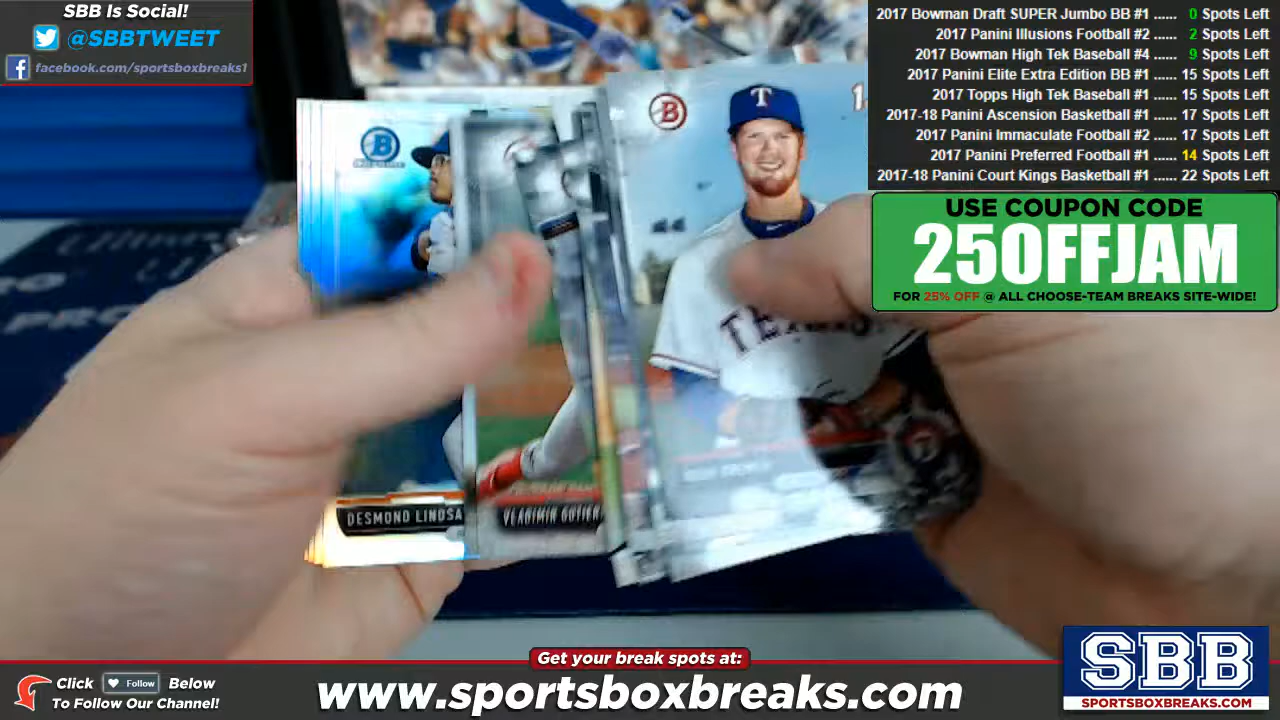 SBB Is Social!
@SBBTWEET
facebook.com/sportsboxbreaks1
2017 Bowman Draft SUPER Jumbo BB #1 ...... 0 Spots Left
2017 Panini Illusions Football #2 ...... 2 Spots Left
2017 Bowman High Tek Baseball #4 ...... 9 Spots Left
2017 Panini Elite Extra Edition BB #1 ...... 15 Spots Left
2017 Topps High Tek Baseball #1 ...... 15 Spots Left
2017-18 Panini Ascension Basketball #1 ...... 17 Spots Left
2017 Panini Immaculate Football #2 ...... 17 Spots Left
2017 Panini Preferred Football #1 ...... 14 Spots Left
2017-18 Panini Court Kings Basketball #1 ...... 22 Spots Left
USE COUPON CODE
25OFFJAM
FOR 25% OFF @ ALL CHOOSE-TEAM BREAKS SITE-WIDE!
B
B
T
DESMOND LINDSA
VLADIMIR GUTIER
Get your break spots at:
www.sportsboxbreaks.com
Click Follow Below
To Follow Our Channel!
SBB
SPORTSBOXBREAKS.COM